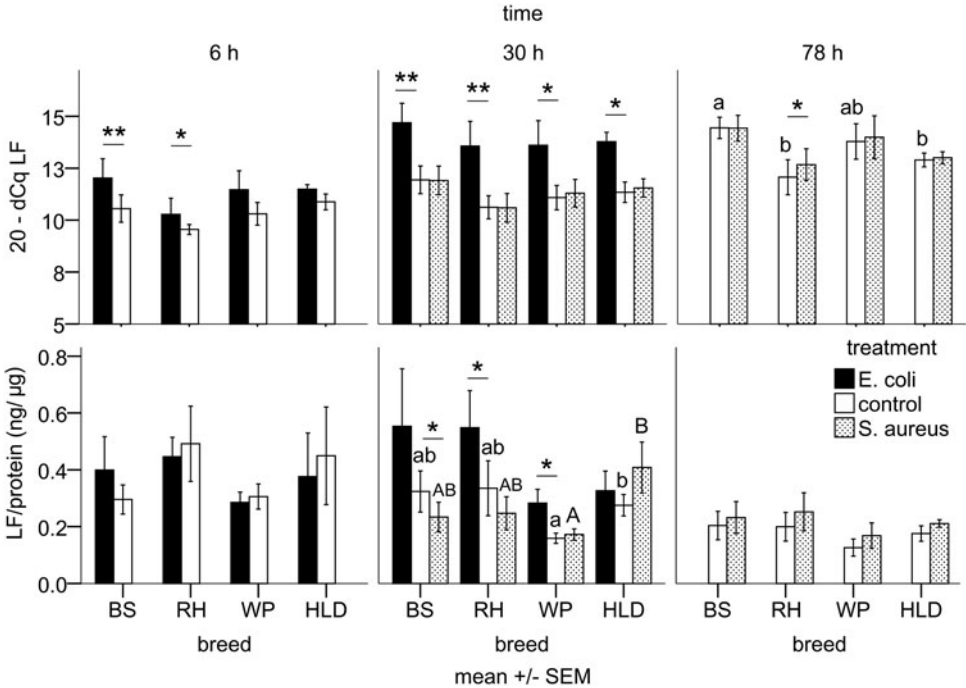 time
6 h 30 h 78 h
20 - dCq LF
15
13
10
8
5
** *
** ** * *
a b * ab b
LF/protein (ng/ µg)
0.8
0.6
0.4
0.2
0.0
* ab * AB * ab AB * a A b B
treatment
E. coli
control
S. aureus
BS RH WP HLD BS RH WP HLD BS RH WP HLD
breed breed breed
mean +/- SEM